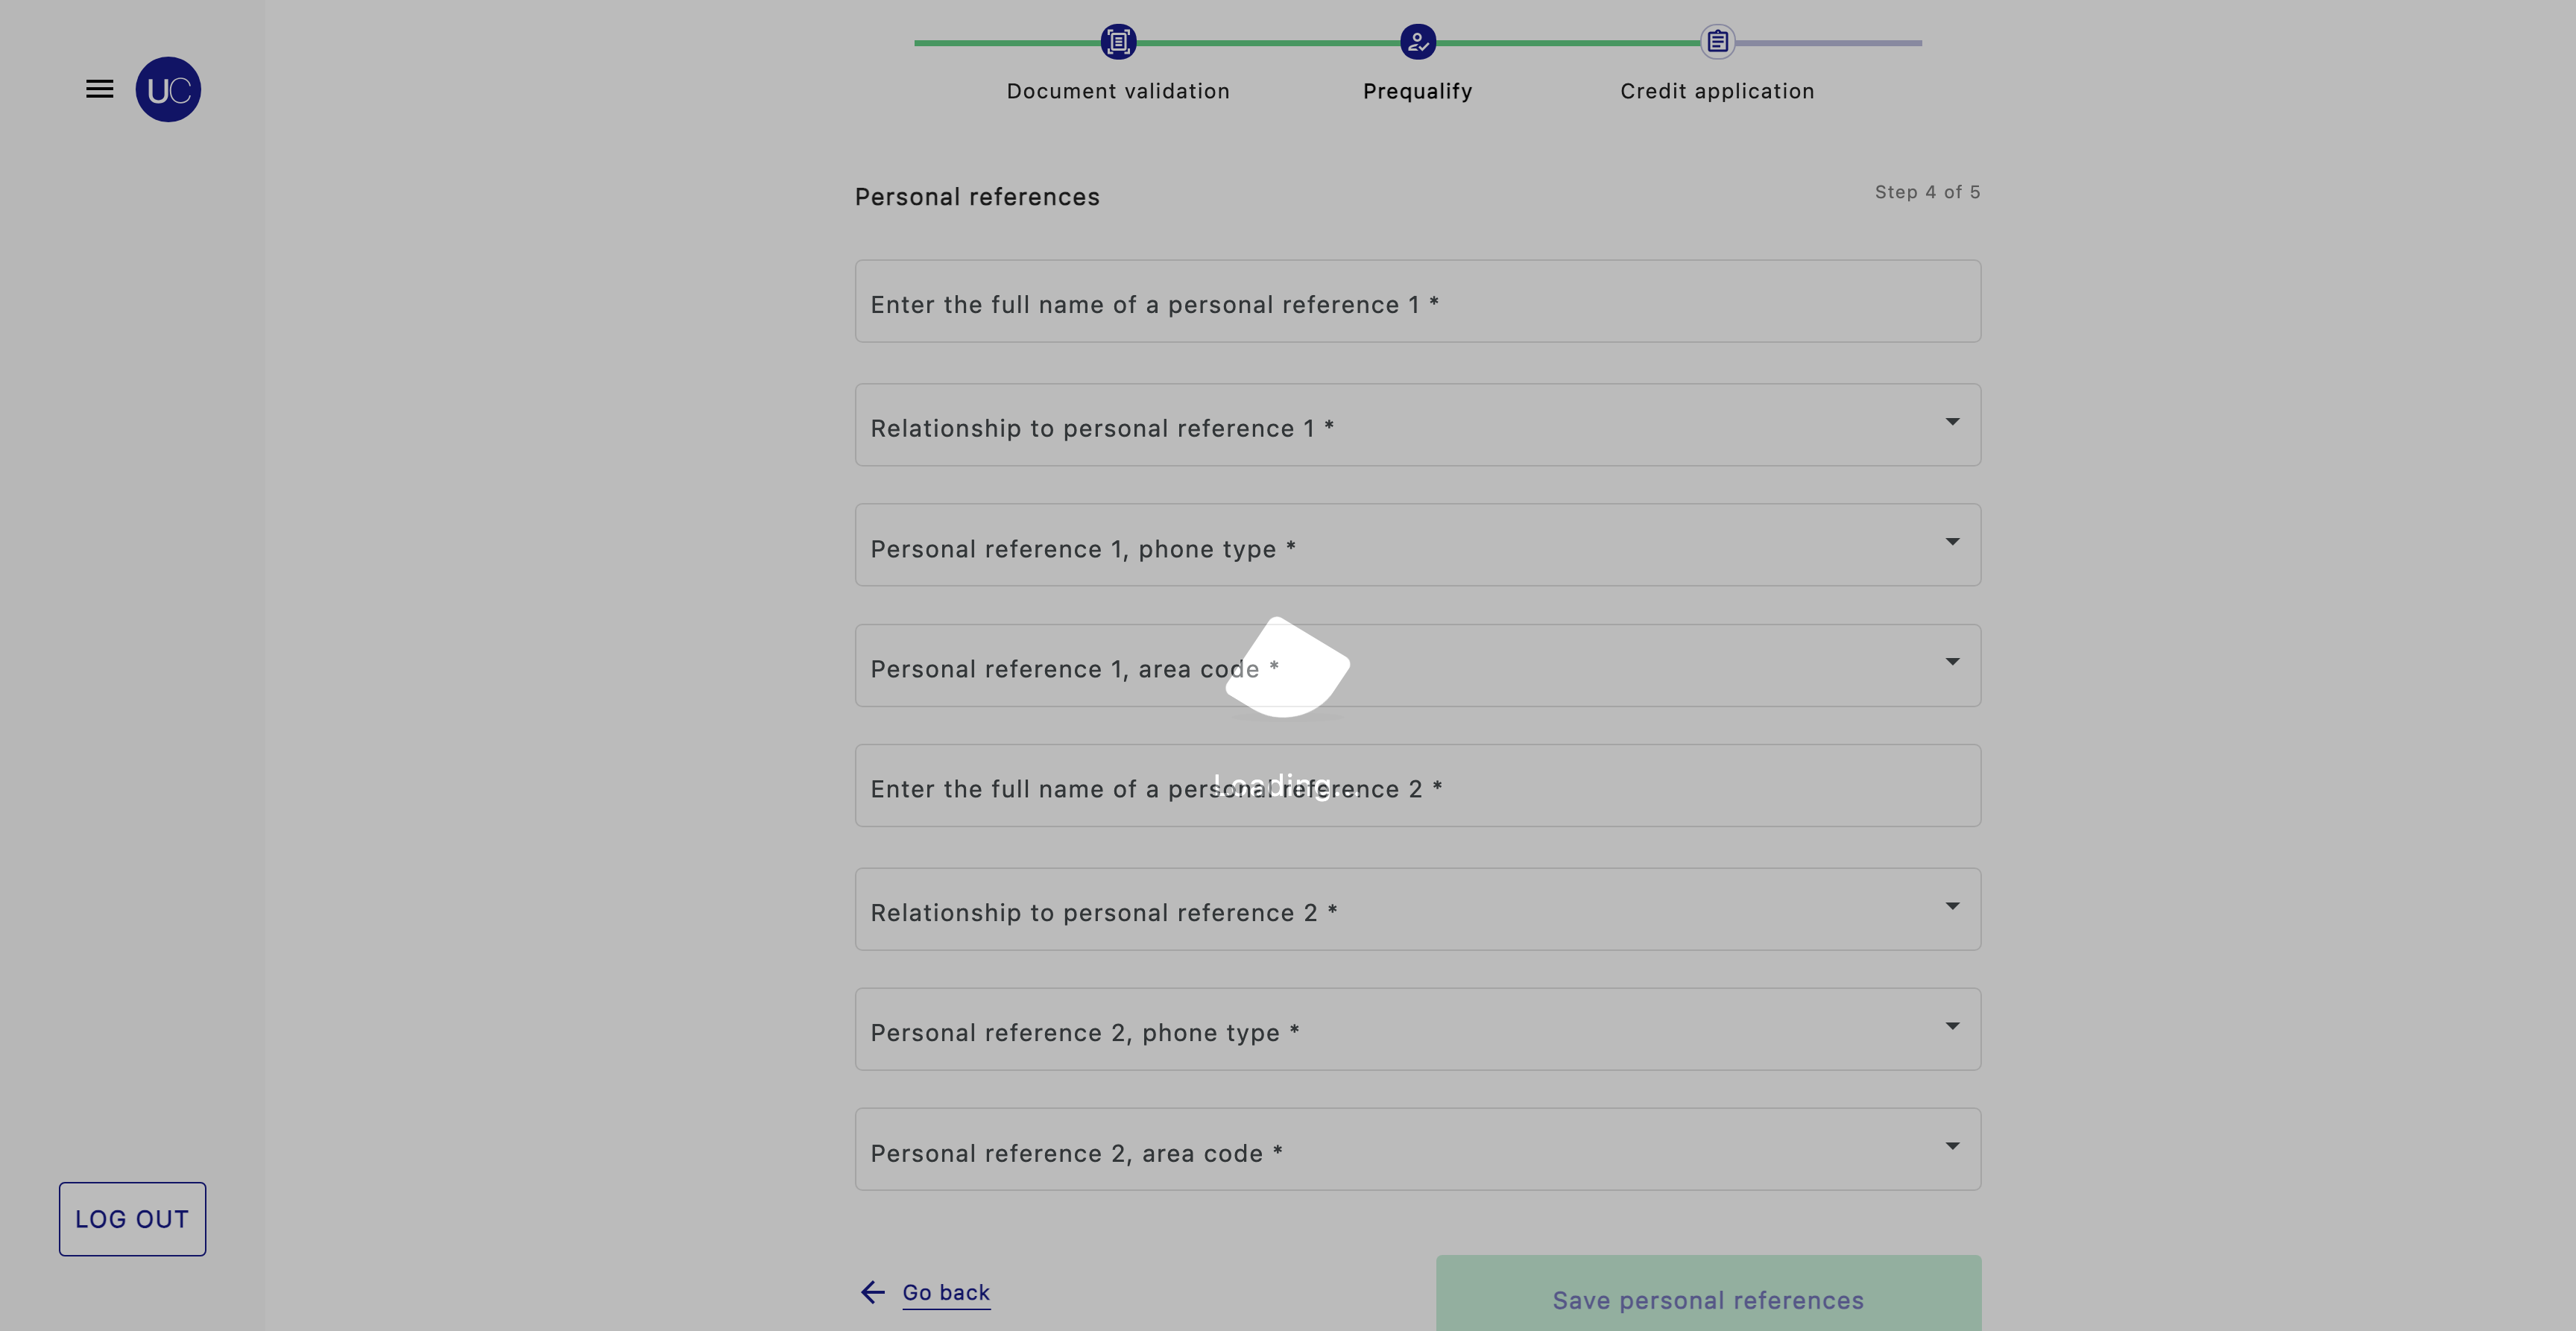 UC
Document validation
Prequalify
Credit application
Personal references
Step 4 of 5
Enter the full name of a personal reference 1 *
Relationship to personal reference 1 *
Personal reference 1, phone type *
Personal reference 1, area code *
Loading...
Enter the full name of a personal reference 2 *
Relationship to personal reference 2 *
Personal reference 2, phone type *
Personal reference 2, area code *
LOG OUT
Go back
Save personal references